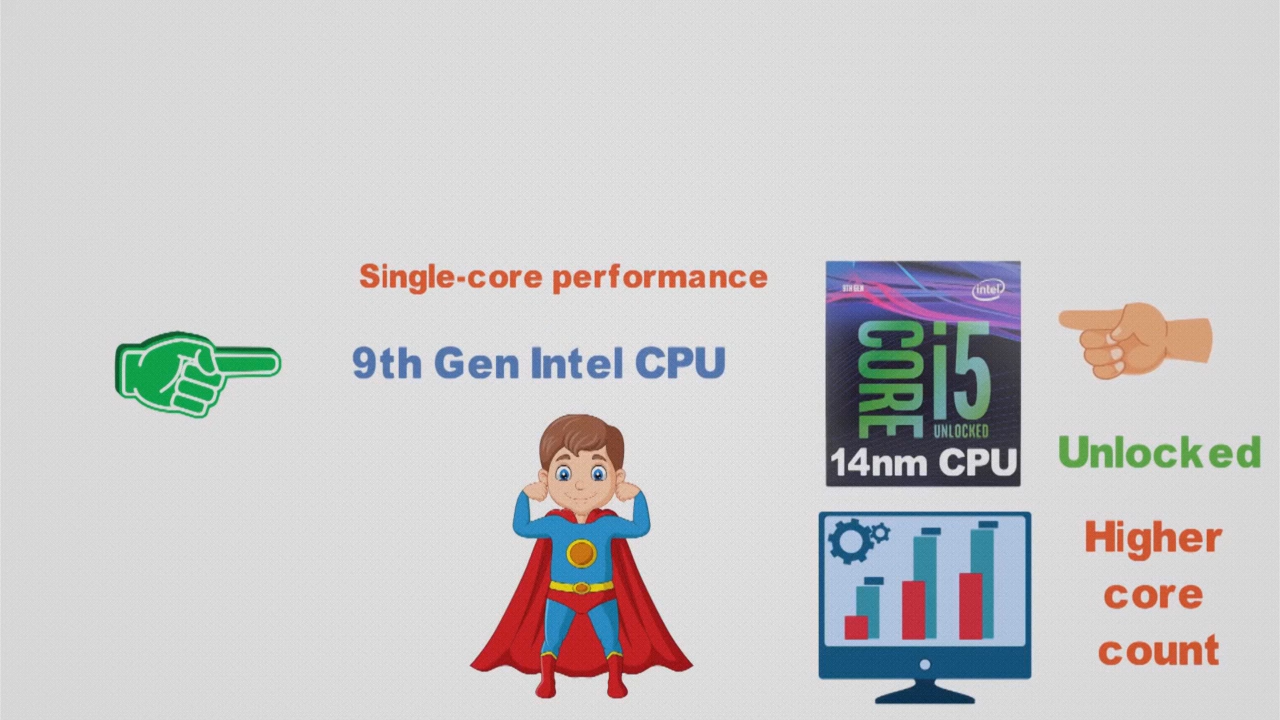 Single-core performance
9th Gen Intel CPU
9TH GEN
intel
CORE
i5
UNLOCKED
14nm CPU
Unlocked
Higher
core
count